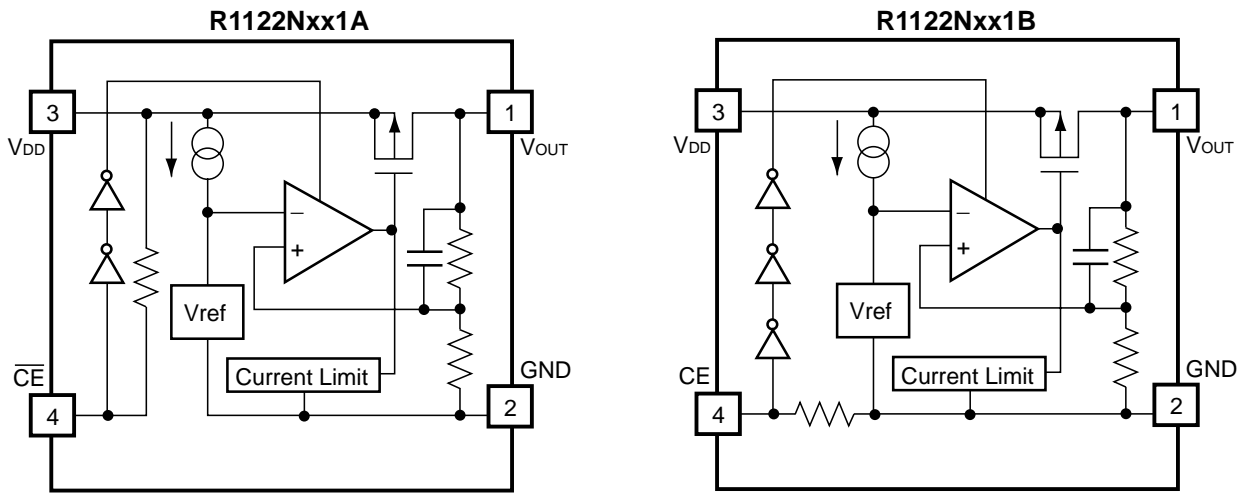 R1122Nxx1A
3
VDD
1
VOUT
−
+
Vref
Current Limit
C̅E̅
4
GND
2
R1122Nxx1B
3
VDD
1
VOUT
−
+
Vref
Current Limit
CE
4
GND
2